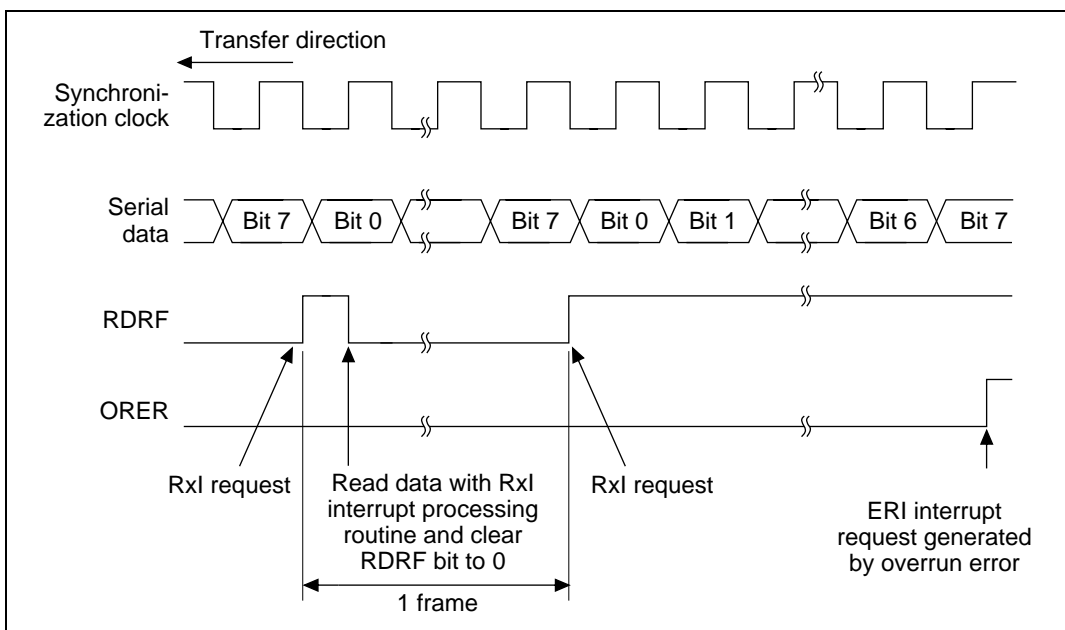 Transfer direction
Synchroni-
zation clock
Serial
data
Bit 7
Bit 0
Bit 7
Bit 0
Bit 1
Bit 6
Bit 7
RDRF
ORER
RxI request
Read data with RxI
interrupt processing
routine and clear
RDRF bit to 0
RxI request
ERI interrupt
request generated
by overrun error
1 frame